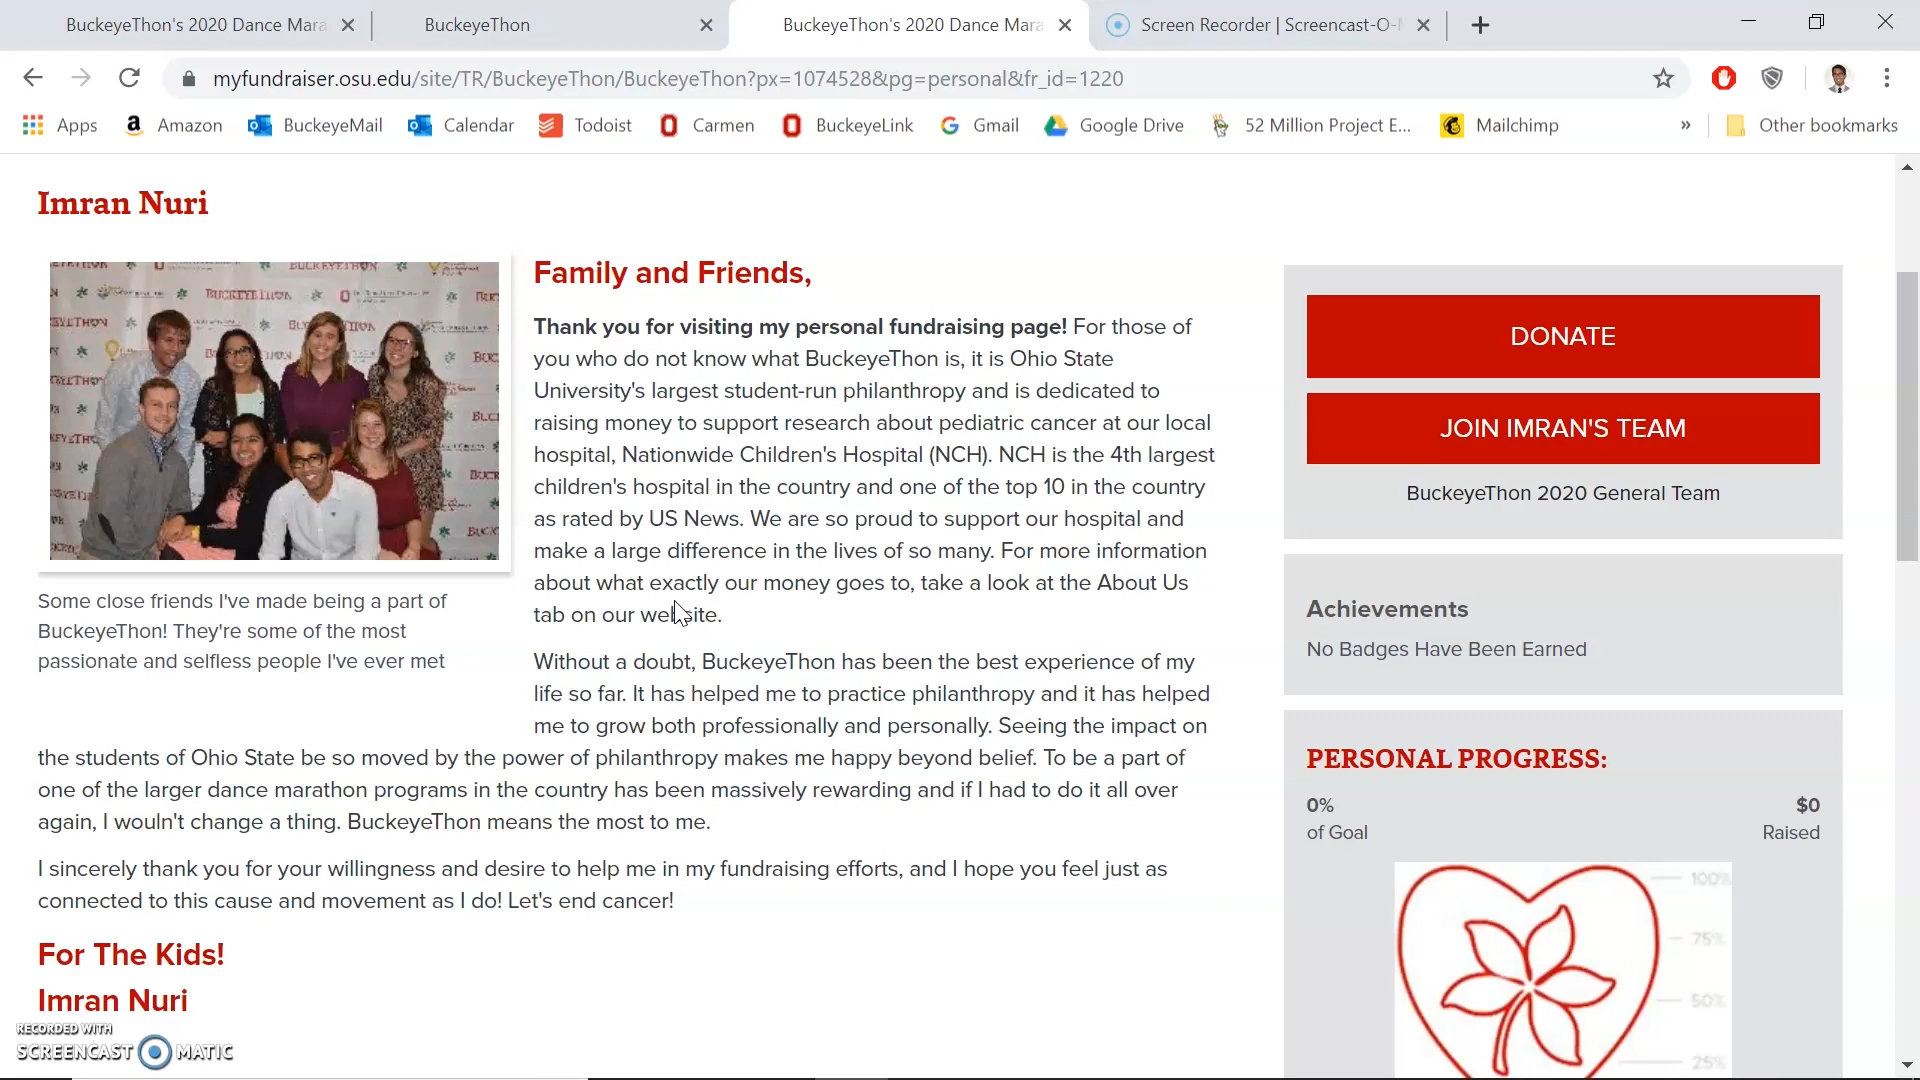 BuckeyeThon's 2020 Dance Mara
BuckeyeThon
BuckeyeThon's 2020 Dance Mara
Screen Recorder | Screencast-O-
myfundraiser.osu.edu/site/TR/BuckeyeThon/BuckeyeThon?px=1074528&pg=personal&fr_id=1220
Apps
Amazon
BuckeyeMail
Calendar
Todoist
Carmen
BuckeyeLink
Gmail
Google Drive
52 Million Project E...
Mailchimp
»
Other bookmarks
Imran Nuri
BUCKEYETHON
Some close friends I've made being a part of
BuckeyeThon! They're some of the most
passionate and selfless people I've ever met
Family and Friends,
Thank you for visiting my personal fundraising page! For those of
you who do not know what BuckeyeThon is, it is Ohio State
University's largest student-run philanthropy and is dedicated to
raising money to support research about pediatric cancer at our local
hospital, Nationwide Children's Hospital (NCH). NCH is the 4th largest
children's hospital in the country and one of the top 10 in the country
as rated by US News. We are so proud to support our hospital and
make a large difference in the lives of so many. For more information
about what exactly our money goes to, take a look at the About Us
tab on our website.
Without a doubt, BuckeyeThon has been the best experience of my
life so far. It has helped me to practice philanthropy and it has helped
me to grow both professionally and personally. Seeing the impact on
the students of Ohio State be so moved by the power of philanthropy makes me happy beyond belief. To be a part of
one of the larger dance marathon programs in the country has been massively rewarding and if I had to do it all over
again, I wouln't change a thing. BuckeyeThon means the most to me.
I sincerely thank you for your willingness and desire to help me in my fundraising efforts, and I hope you feel just as
connected to this cause and movement as I do! Let's end cancer!
For The Kids!
Imran Nuri
RECORDED WITH
SCREENCAST MATIC
DONATE
JOIN IMRAN'S TEAM
BuckeyeThon 2020 General Team
Achievements
No Badges Have Been Earned
PERSONAL PROGRESS:
0%
$0
of Goal
Raised
100%
75%
50%
25%